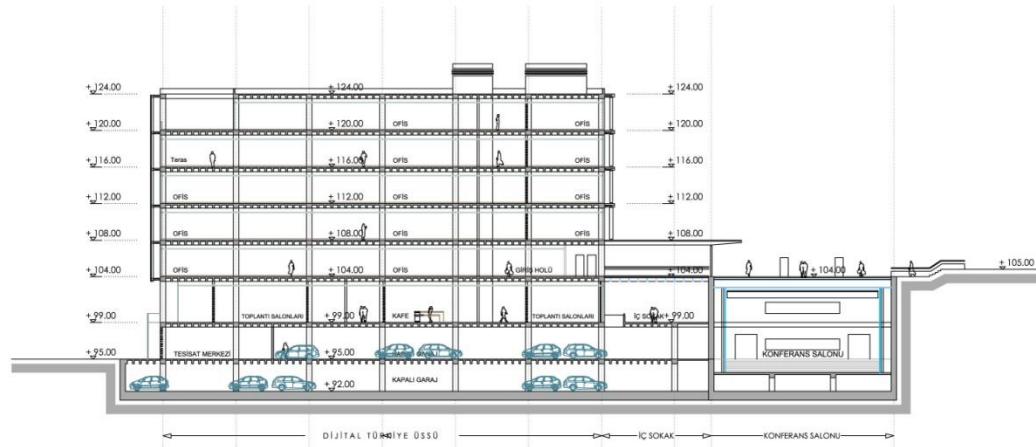 + 124.00 + 124.00 + 124.00
OFİS
+ 120.00 + 120.00 + 120.00
Teras OFİS OFİS
+ 116.00 + 116.00 + 116.00
OFİS OFİS OFİS
+ 112.00 + 112.00 + 112.00
OFİS OFİS OFİS
+ 108.00 + 108.00 + 108.00
OFİS OFİS GİRİŞ HOLÜ
+ 104.00 + 104.00 + 104.00 + 104.00 + 105.00
TOPLANTI SALONLARI KAFE TOPLANTI SALONLARI İÇ SOKAK
+ 99.00 + 99.00 + 99.00
TESİSAT MERKEZİ KONFERANS SALONU
+ 95.00 + 95.00
KAPALI GARAJ
+ 92.00
DİJİTAL TÜRKİYE ÜSSÜ İÇ SOKAK KONFERANS SALONU